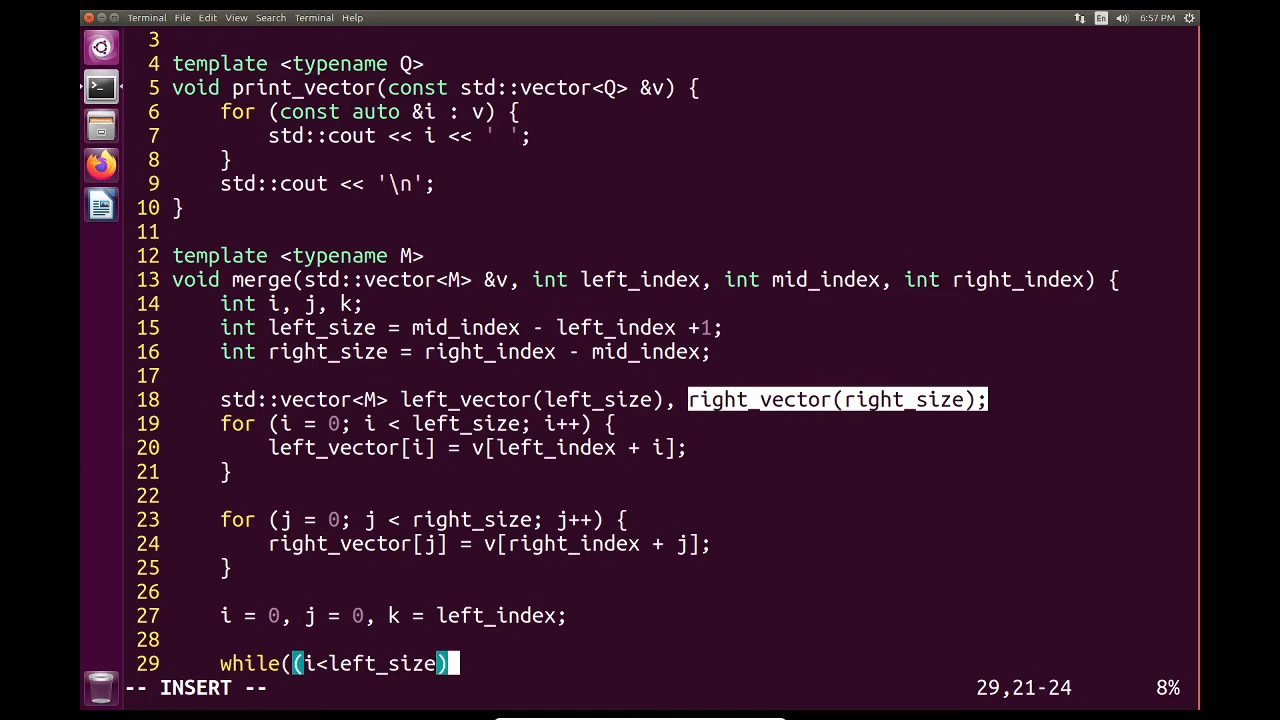 Terminal File Edit View Search Terminal Help En 6:57 PM
3
4 template <typename Q>
5 void print_vector(const std::vector<Q> &v) {
6     for (const auto &i : v) {
7         std::cout << i << ' ';
8     }
9     std::cout << '\n';
10 }
11
12 template <typename M>
13 void merge(std::vector<M> &v, int left_index, int mid_index, int right_index) {
14     int i, j, k;
15     int left_size = mid_index - left_index +1;
16     int right_size = right_index - mid_index;
17
18     std::vector<M> left_vector(left_size), right_vector(right_size);
19     for (i = 0; i < left_size; i++) {
20         left_vector[i] = v[left_index + i];
21     }
22
23     for (j = 0; j < right_size; j++) {
24         right_vector[j] = v[right_index + j];
25     }
26
27     i = 0, j = 0, k = left_index;
28
29     while((i<left_size)
-- INSERT -- 29,21-24 8%